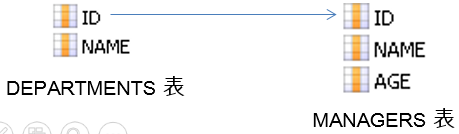 ID
NAME
DEPARTMENTS 表
ID
NAME
AGE
MANAGERS 表